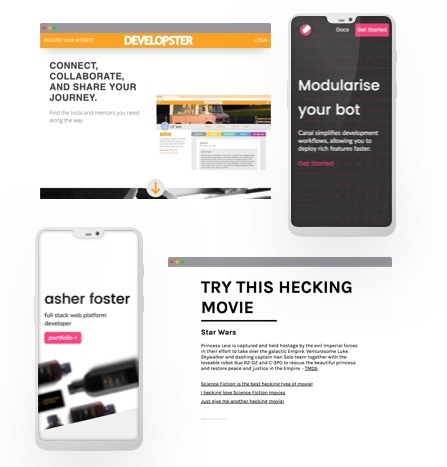 REGISTER YOUR INTEREST
DEVELOPSTER
LOGIN
CONNECT,
COLLABORATE,
AND SHARE YOUR
JOURNEY.
Find the tools and mentors you need
along the way.
Docs
Get Started
Modularise
your bot
Canal simplifies development
workflows, allowing you to
deploy rich features faster.
Get Started
asher foster
full stack web platform
developer
portfolio >
TRY THIS HECKING
MOVIE
Star Wars
Princess Leia is captured and held hostage by the evil Imperial forces
in their effort to take over the galactic Empire. Venturesome Luke
Skywalker and dashing captain Han Solo team together with the
loveable robot duo R2-D2 and C-3PO to rescue the beautiful princess
and restore peace and justice in the Empire. - TMDb
Science Fiction is the best hecking type of movie!
I hecking love Science Fiction movies
Just give me another hecking movie!